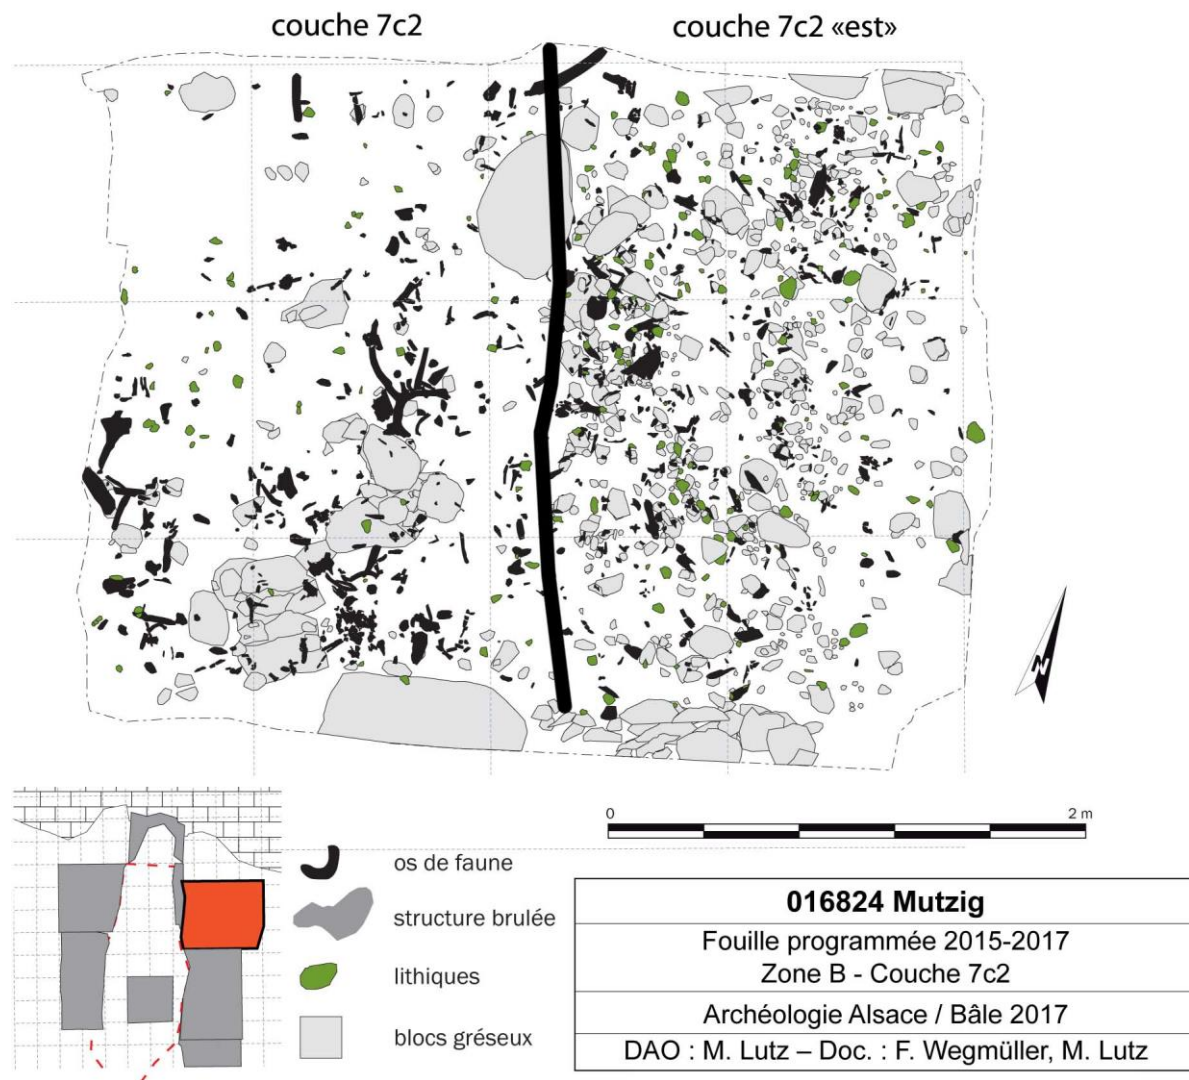 couche 7c2
couche 7c2 «est»
N
0 2 m
os de faune
structure brulée
lithiques
blocs gréseux
016824 Mutzig
Fouille programmée 2015-2017
Zone B - Couche 7c2
Archéologie Alsace / Bâle 2017
DAO : M. Lutz – Doc. : F. Wegmüller, M. Lutz